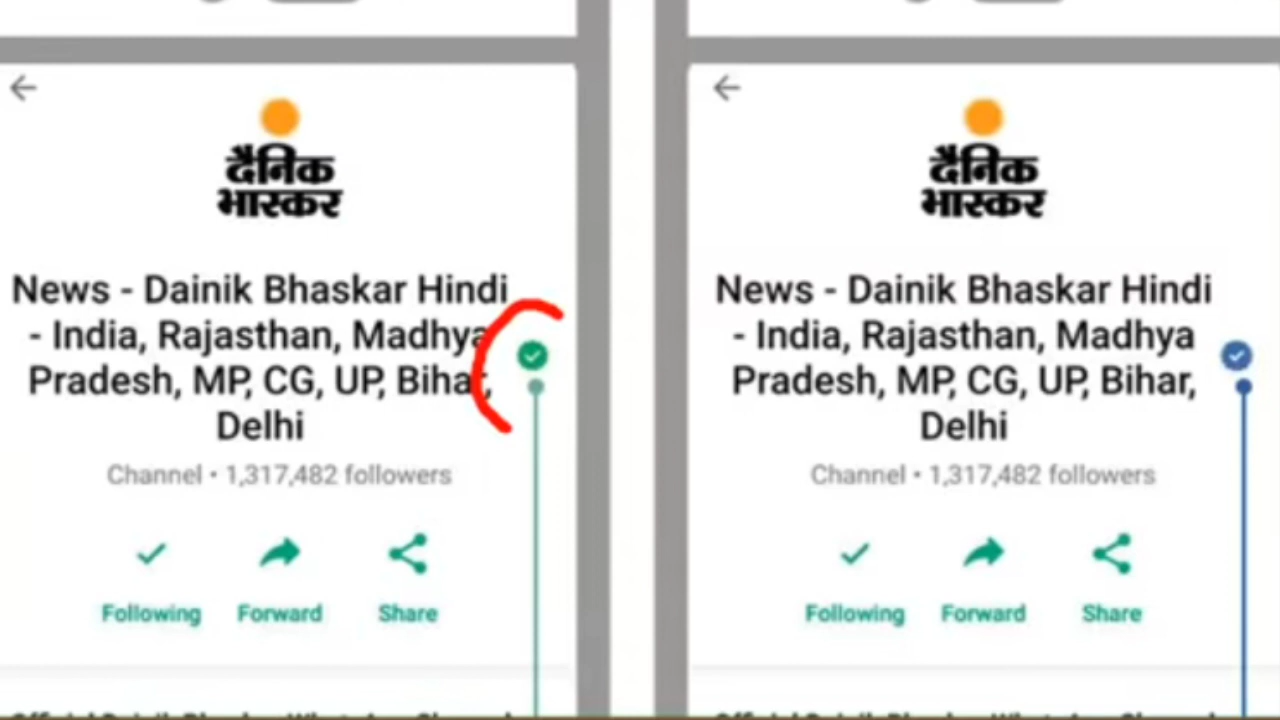 दैनिक
भास्कर
News - Dainik Bhaskar Hindi
- India, Rajasthan, Madhya
Pradesh, MP, CG, UP, Bihar,
Delhi
Channel • 1,317,482 followers
Following Forward Share
दैनिक
भास्कर
News - Dainik Bhaskar Hindi
- India, Rajasthan, Madhya
Pradesh, MP, CG, UP, Bihar,
Delhi
Channel • 1,317,482 followers
Following Forward Share